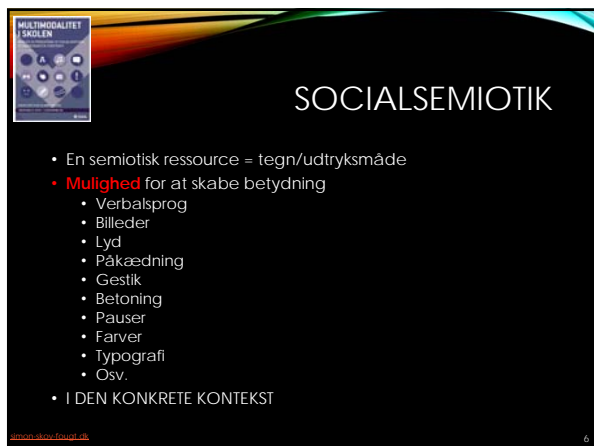 MULTIMODALITET
I SKOLEN
SOCIALSEMIOTIK
• En semiotisk ressource = tegn/udtryksmåde
• Mulighed for at skabe betydning
• Verbalsprog
• Billeder
• Lyd
• Påkædning
• Gestik
• Betoning
• Pauser
• Farver
• Typografi
• Osv.
• I DEN KONKRETE KONTEKST
simon-skov-fougt.dk
6